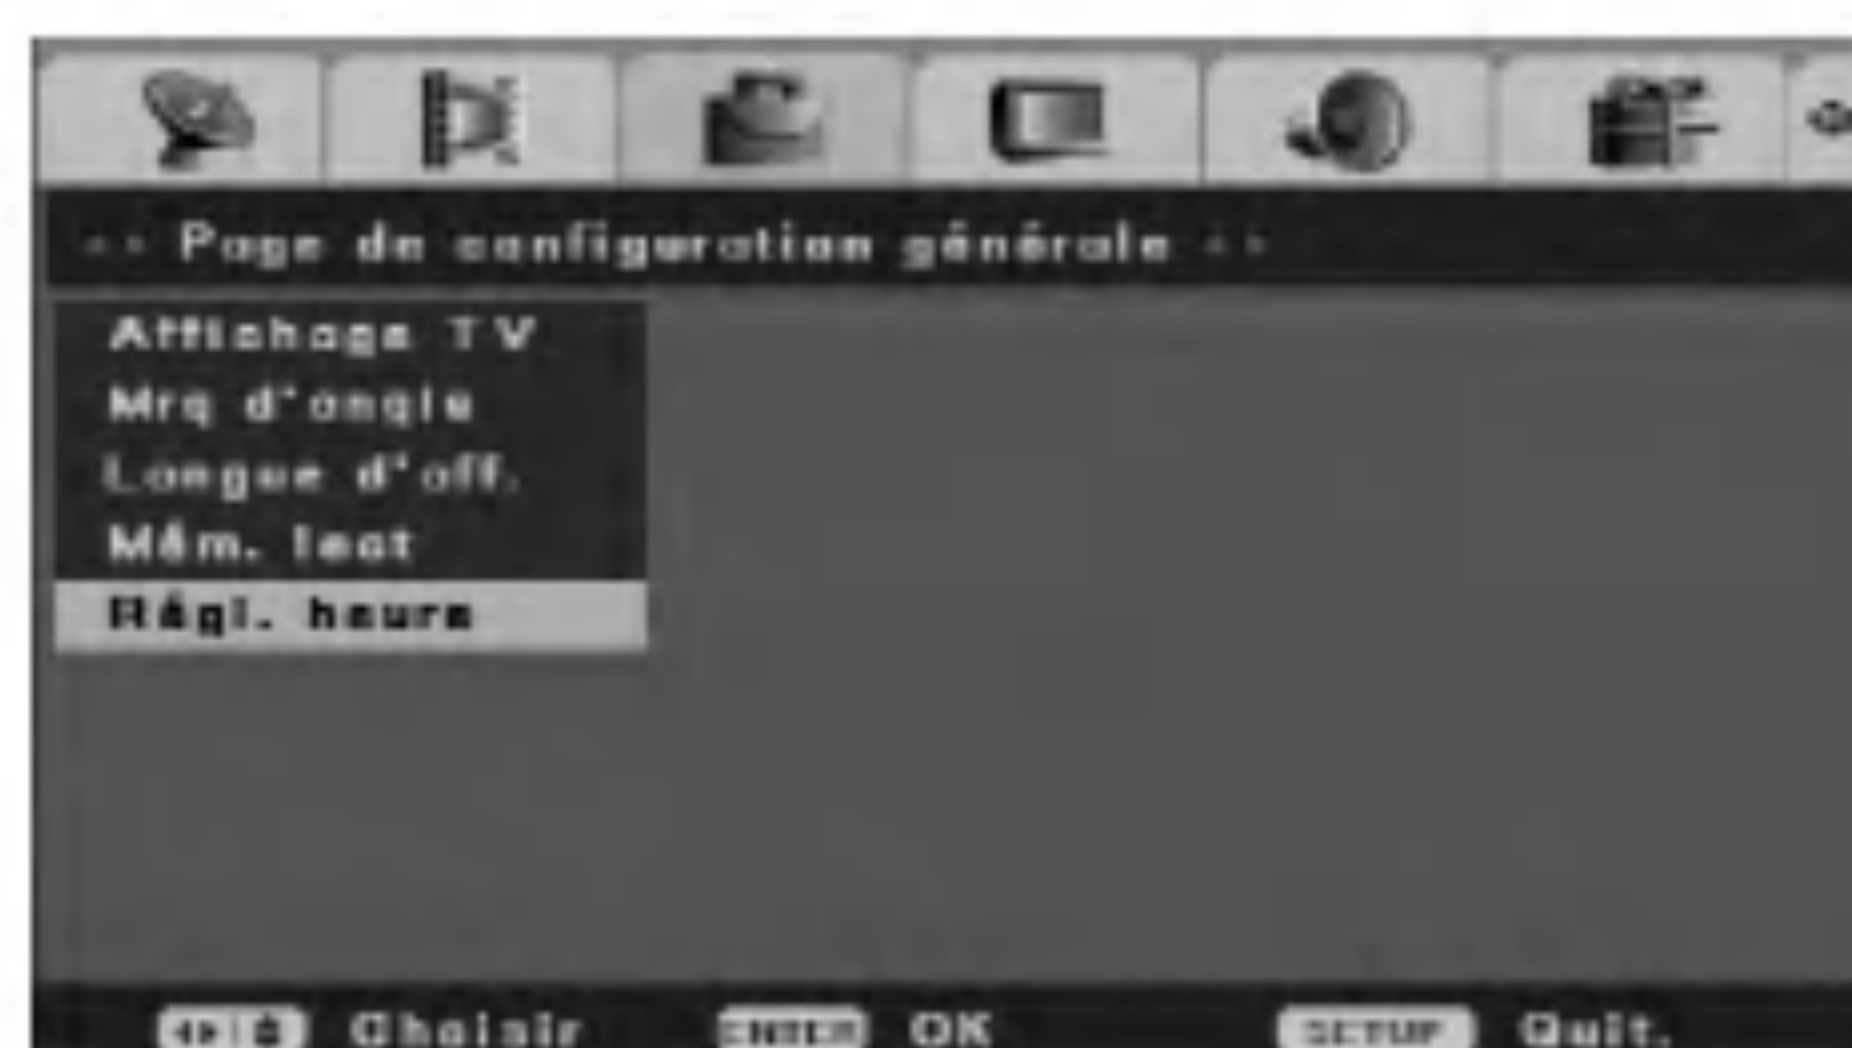 -- Page de configuration générale --
Affichage TV
Mrq d'angle
Langue d'aff.
Mém. lect
Régl. heure
Choisir ENTER OK SETUP Quit.